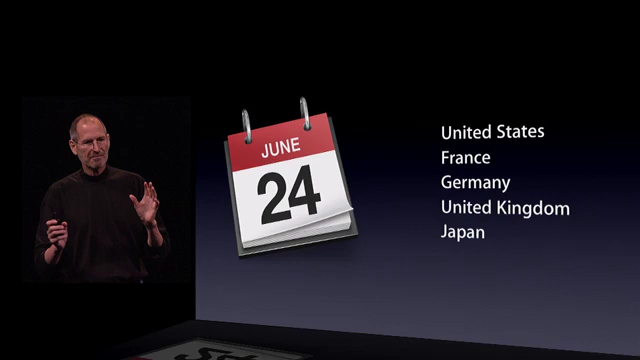 JUNE
24
United States
France
Germany
United Kingdom
Japan